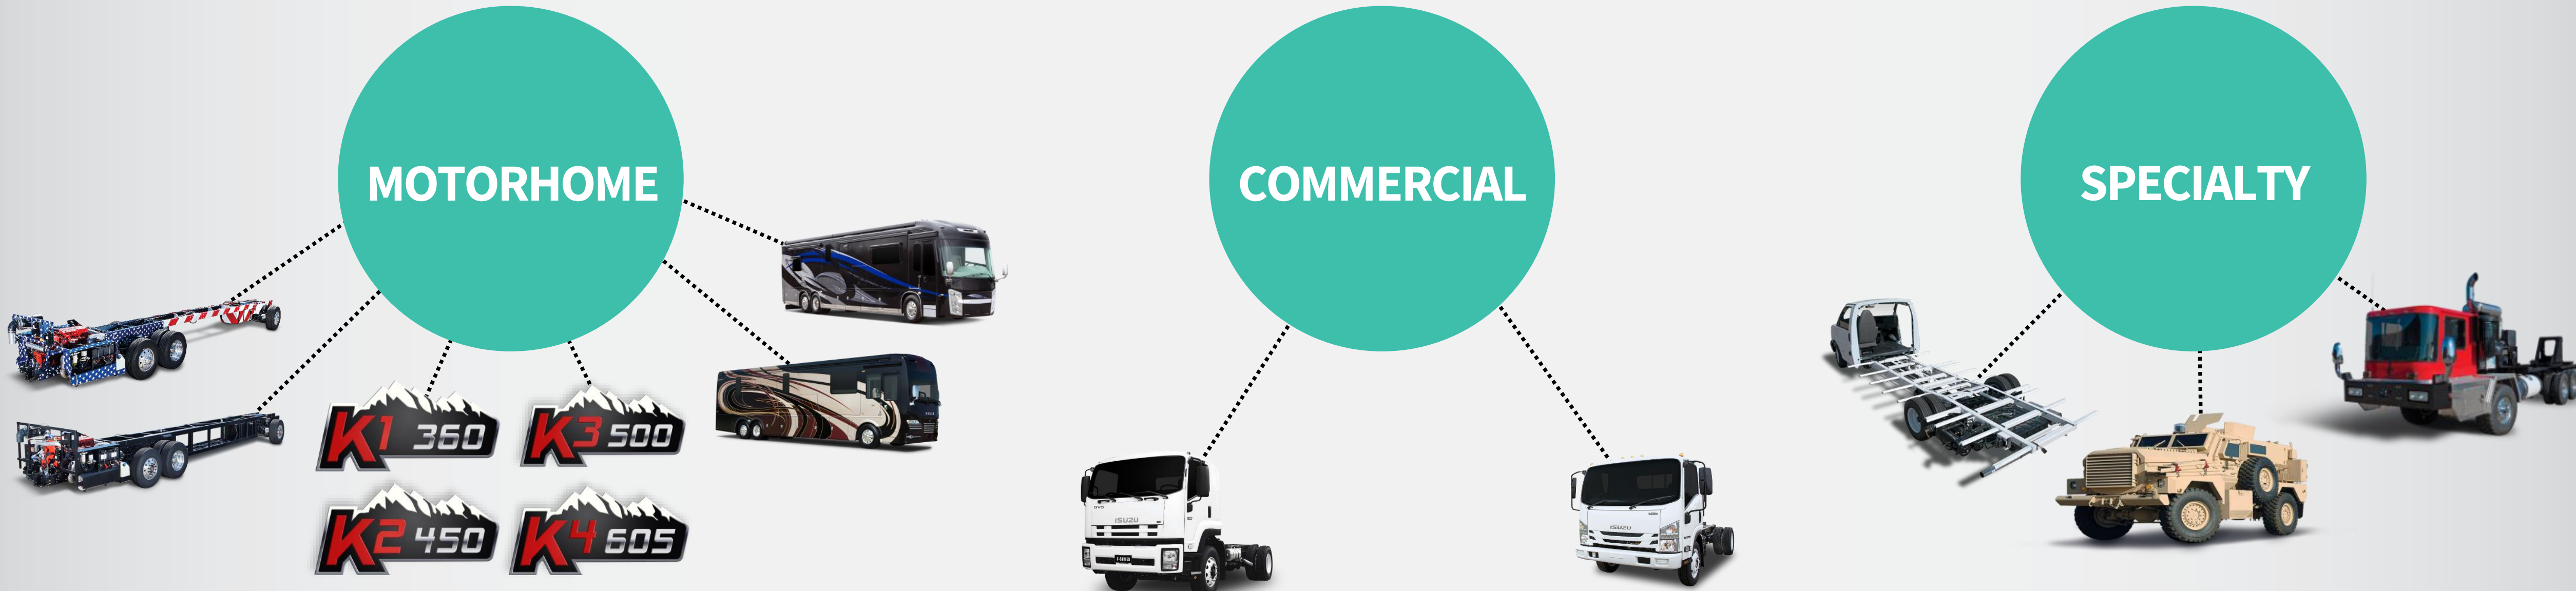 MOTORHOME
COMMERCIAL
SPECIALTY
K1 360
K3 500
K2 450
K4 605
ISUZU
ISUZU